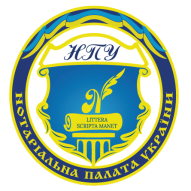 НПУ
LITTERA
SCRIPTA MANET
НОТАРІАЛЬНА ПАЛАТА УКРАЇНИ